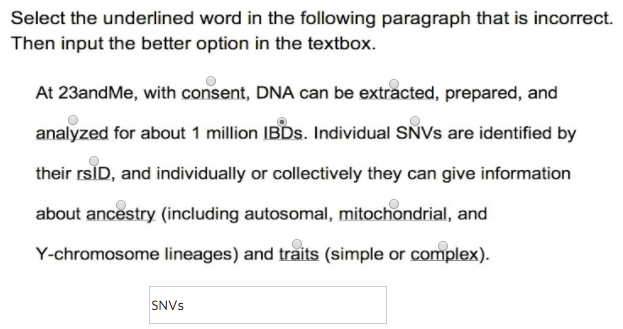 Select the underlined word in the following paragraph that is incorrect.
Then input the better option in the textbox.
At 23andMe, with consent, DNA can be extracted, prepared, and
analyzed for about 1 million IBDs. Individual SNVs are identified by
their rsID, and individually or collectively they can give information
about ancestry (including autosomal, mitochondrial, and
Y-chromosome lineages) and traits (simple or complex).
SNVs